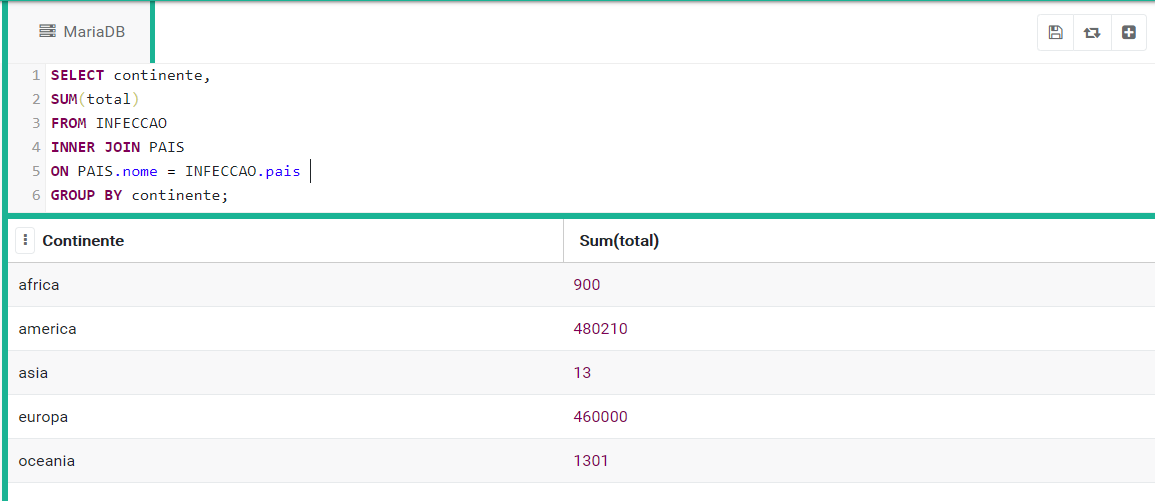 MariaDB
1 SELECT continente,
2 SUM(total)
3 FROM INFECCAO
4 INNER JOIN PAIS
5 ON PAIS.nome = INFECCAO.pais
6 GROUP BY continente;
Continente Sum(total)
africa 900
america 480210
asia 13
europa 460000
oceania 1301